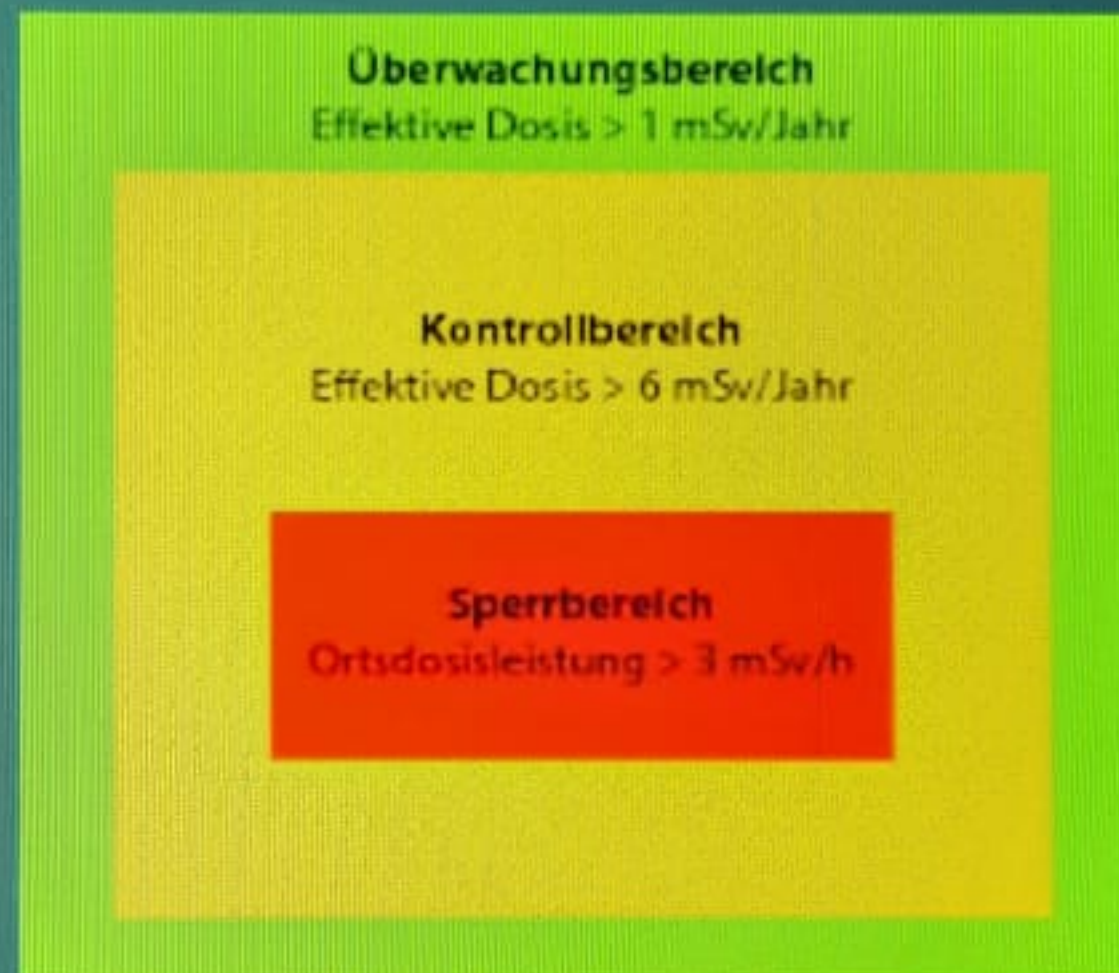 Überwachungsbereich
Effektive Dosis > 1 mSv/Jahr
Kontrollbereich
Effektive Dosis > 6 mSv/Jahr
Sperrbereich
Ortsdosisleistung > 3 mSv/h